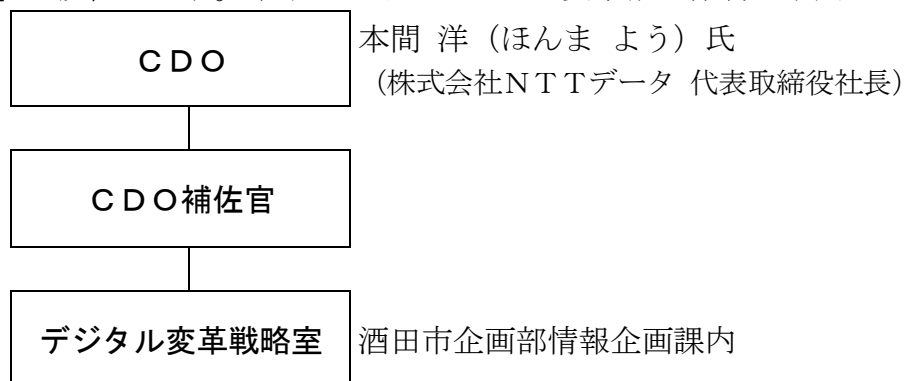 ＣＤＯ
本間 洋（ほんま よう）氏
（株式会社ＮＴＴデータ 代表取締役社長）
ＣＤＯ補佐官
デジタル変革戦略室
酒田市企画部情報企画課内